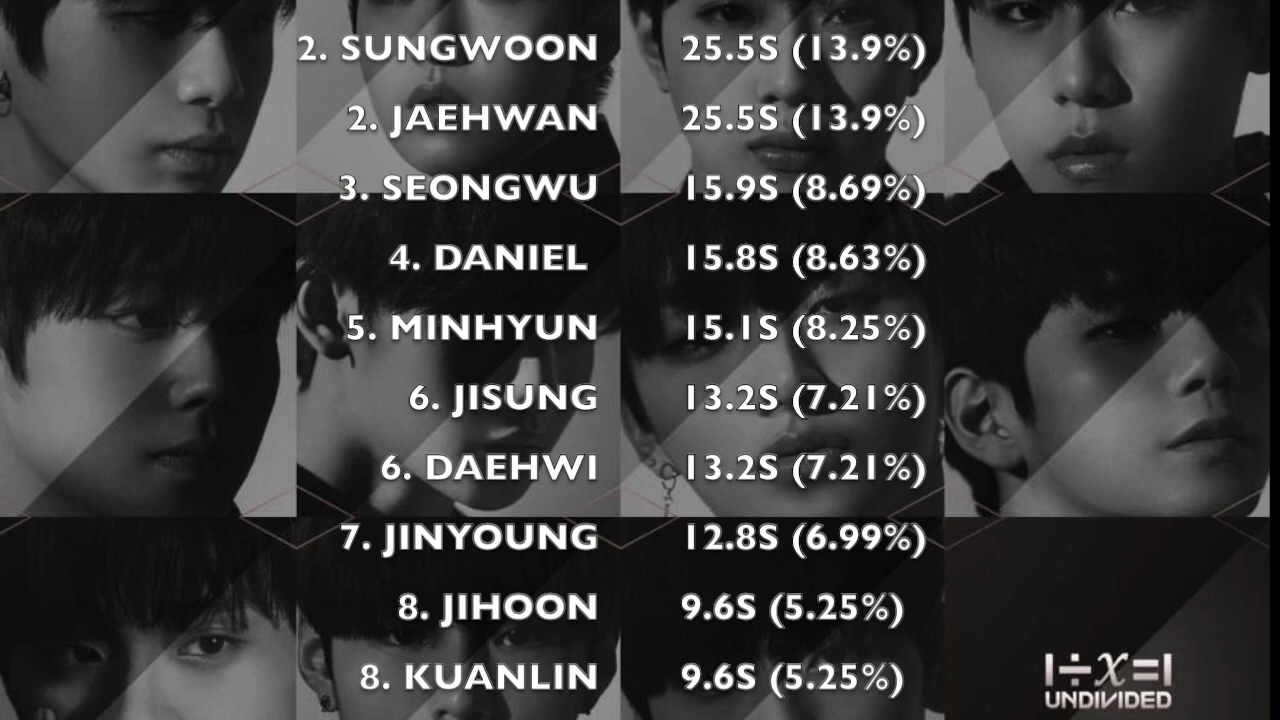 2. SUNGWOON 25.5S (13.9%)
2. JAEHWAN 25.5S (13.9%)
3. SEONGWU 15.9S (8.69%)
4. DANIEL 15.8S (8.63%)
5. MINHYUN 15.1S (8.25%)
6. JISUNG 13.2S (7.21%)
6. DAEHWI 13.2S (7.21%)
7. JINYOUNG 12.8S (6.99%)
8. JIHOON 9.6S (5.25%)
8. KUANLIN 9.6S (5.25%)
1÷x=1
UNDIVIDED